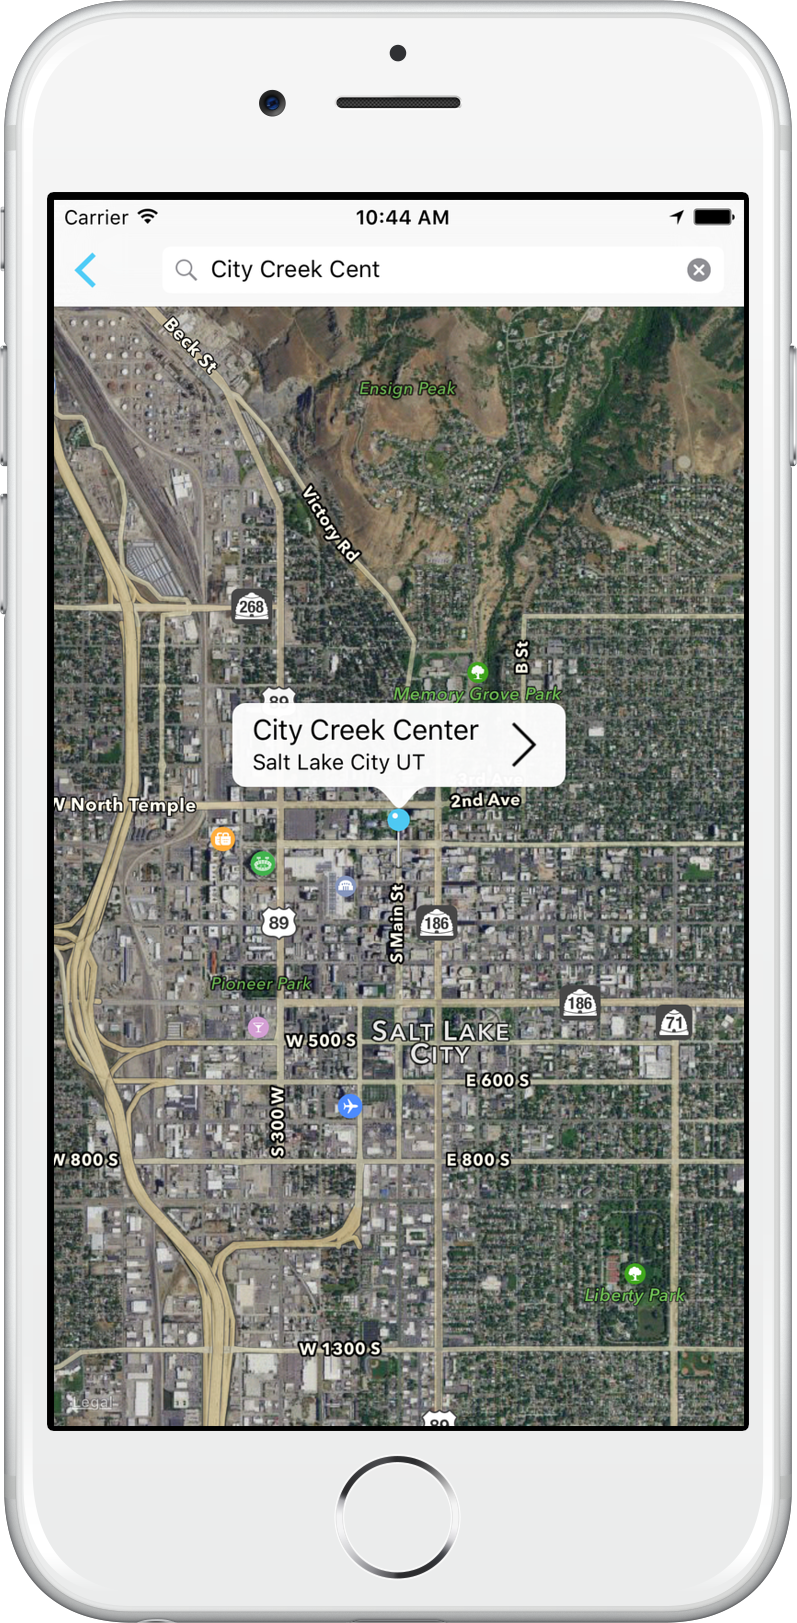 Carrier
10:44 AM
City Creek Cent
Beck St
Ensign Peak
Victory Rd
268
B St
Memory Grove Park
89
City Creek Center
Salt Lake City UT
3rd Ave
2nd Ave
W North Temple
S Main St
89
186
Pioneer Park
186
71
W 500 S
SALT LAKE
CITY
E 600 S
S 300 W
W 800 S
E 800 S
Liberty Park
W 1300 S
Legal
89